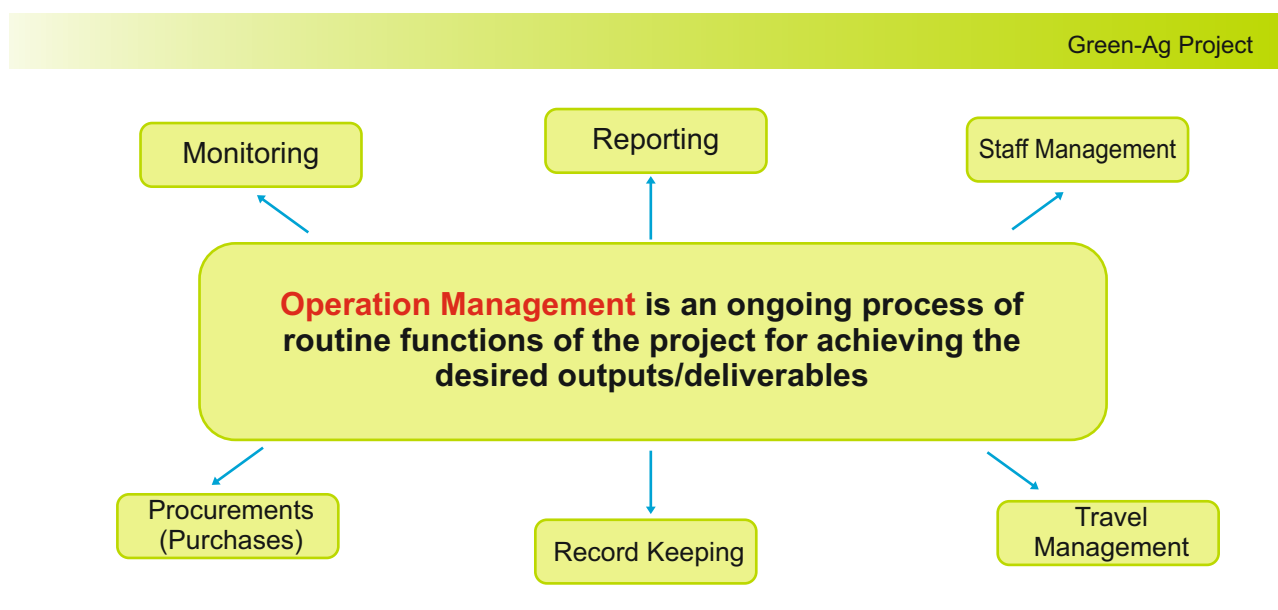 Green-Ag Project
Monitoring
Reporting
Staff Management
Operation Management is an ongoing process of
routine functions of the project for achieving the
desired outputs/deliverables
Procurements
(Purchases)
Record Keeping
Travel
Management